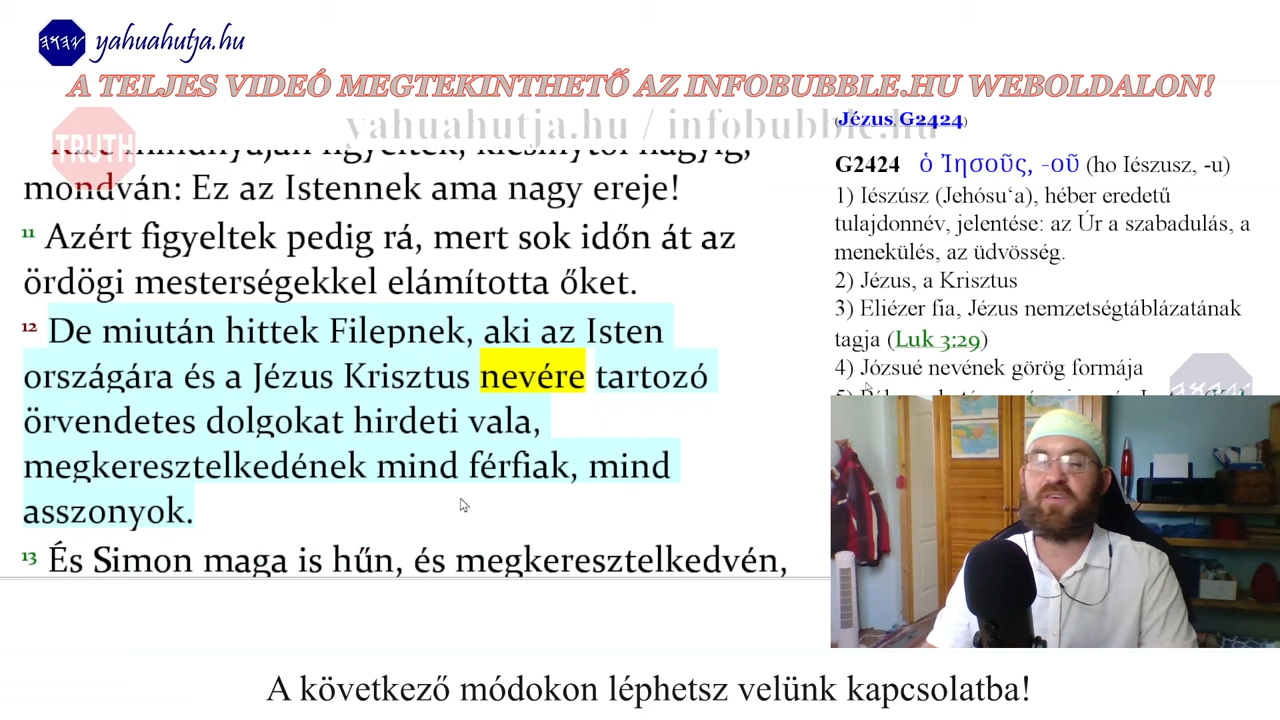 yahuahutja.hu
A TELJES VIDEÓ MEGTEKINTHETŐ AZ INFOBUBBLE.HU WEBOLDALON!
yahuahutja.hu / infobubble.hu
TRUTH
mindnyájan figyeltek, kicsinytől nagyig,
mondván: Ez az Istennek ama nagy ereje!
11 Azért figyeltek pedig rá, mert sok időn át az
ördögi mesterségekkel elámította őket.
12 De miután hittek Filepnek, aki az Isten
országára és a Jézus Krisztus nevére tartozó
örvendetes dolgokat hirdeti vala,
megkeresztelkedének mind férfiak, mind
asszonyok.
13 És Simon maga is hűn, és megkeresztelkedvén,
(Jézus G2424)
G2424 ὁ Ἰησοῦς, -οῦ (ho Iészusz, -u)
1) Iészúsz (Jehósu‘a), héber eredetű
tulajdonnév, jelentése: az Úr a szabadulás, a
menekülés, az üdvösség.
2) Jézus, a Krisztus
3) Eliézer fia, Jézus nemzetségtáblázatának
tagja (Luk 3:29)
4) Józsué nevének görög formája
A következő módokon léphetsz velünk kapcsolatba!